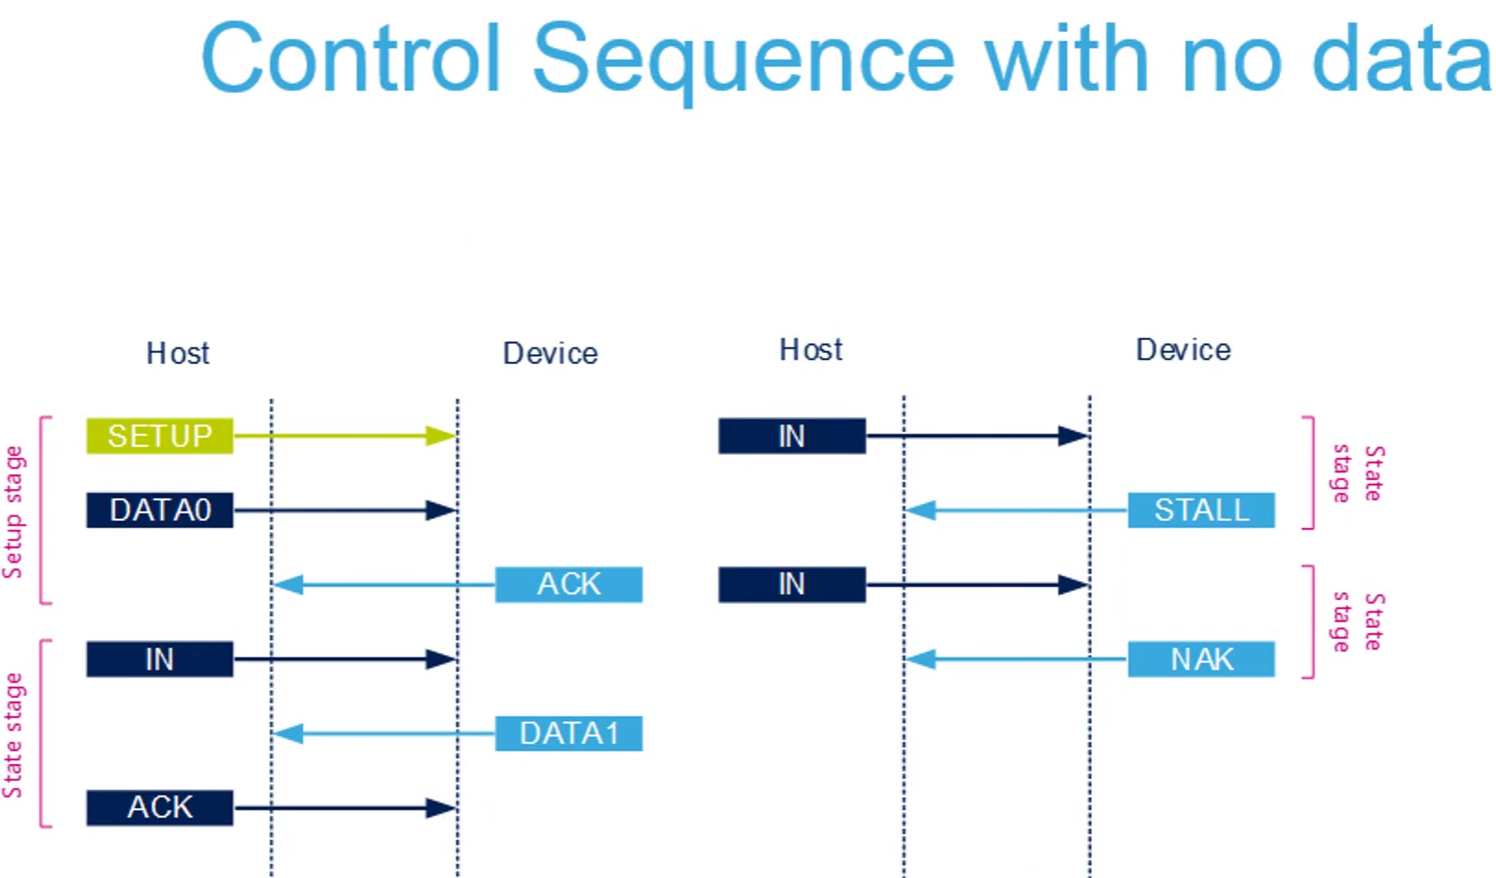 Control Sequence with no data
Host
Device
Setup stage
SETUP
DATA0
ACK
State stage
IN
DATA1
ACK
Host
Device
IN
STALL
State
stage
IN
NAK
State
stage